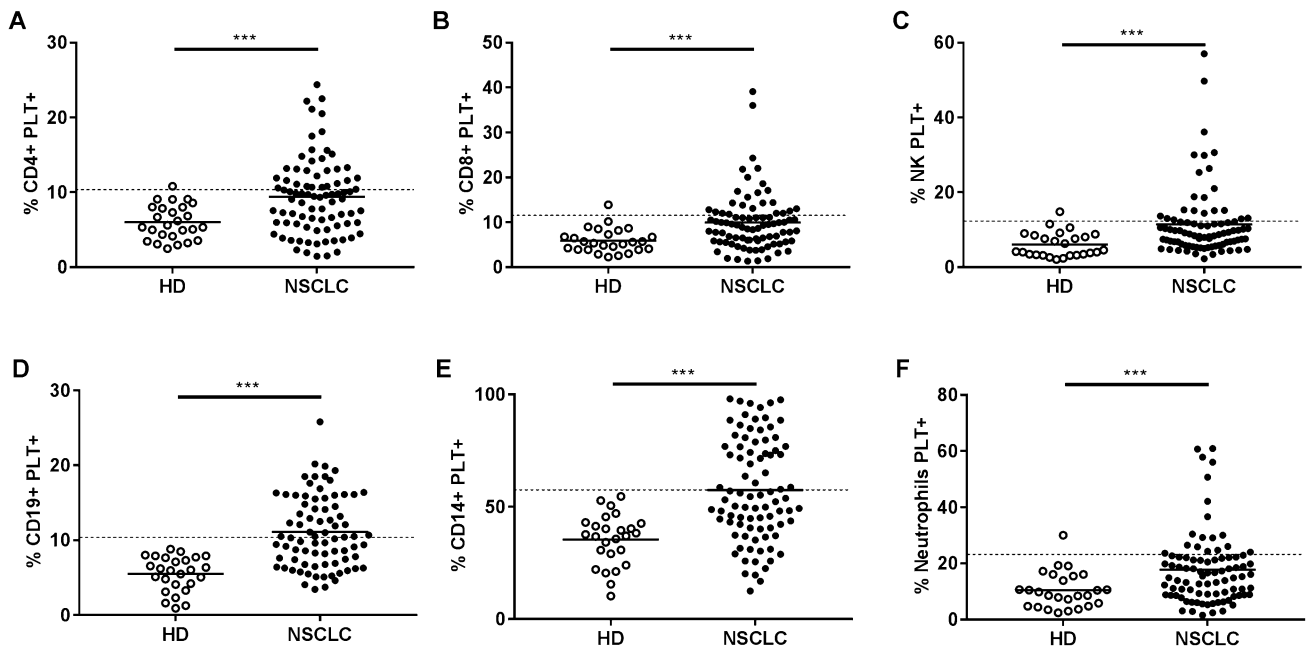 A
% CD4+ PLT+
30
20
10
0
***
HD
NSCLC
B
% CD8+ PLT+
50
40
30
20
10
0
***
HD
NSCLC
C
% NK PLT+
60
40
20
0
***
HD
NSCLC
D
% CD19+ PLT+
30
20
10
0
***
HD
NSCLC
E
% CD14+ PLT+
100
50
0
***
HD
NSCLC
F
% Neutrophils PLT+
80
60
40
20
0
***
HD
NSCLC